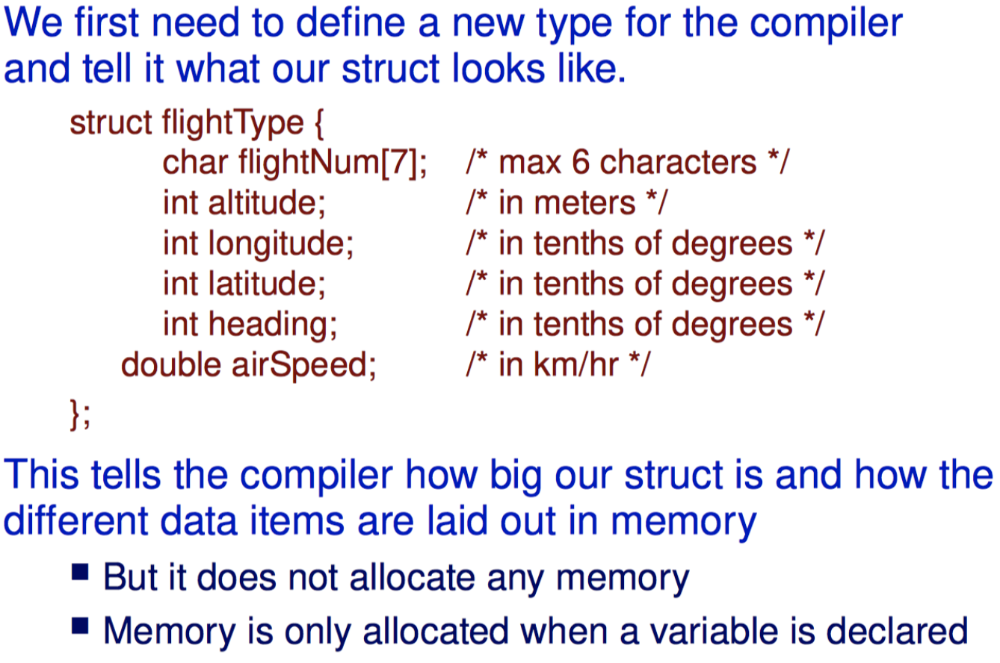 We first need to define a new type for the compiler
and tell it what our struct looks like.
struct flightType {
char flightNum[7]; /* max 6 characters */
int altitude; /* in meters */
int longitude; /* in tenths of degrees */
int latitude; /* in tenths of degrees */
int heading; /* in tenths of degrees */
double airSpeed; /* in km/hr */
};
This tells the compiler how big our struct is and how the
different data items are laid out in memory
■ But it does not allocate any memory
■ Memory is only allocated when a variable is declared